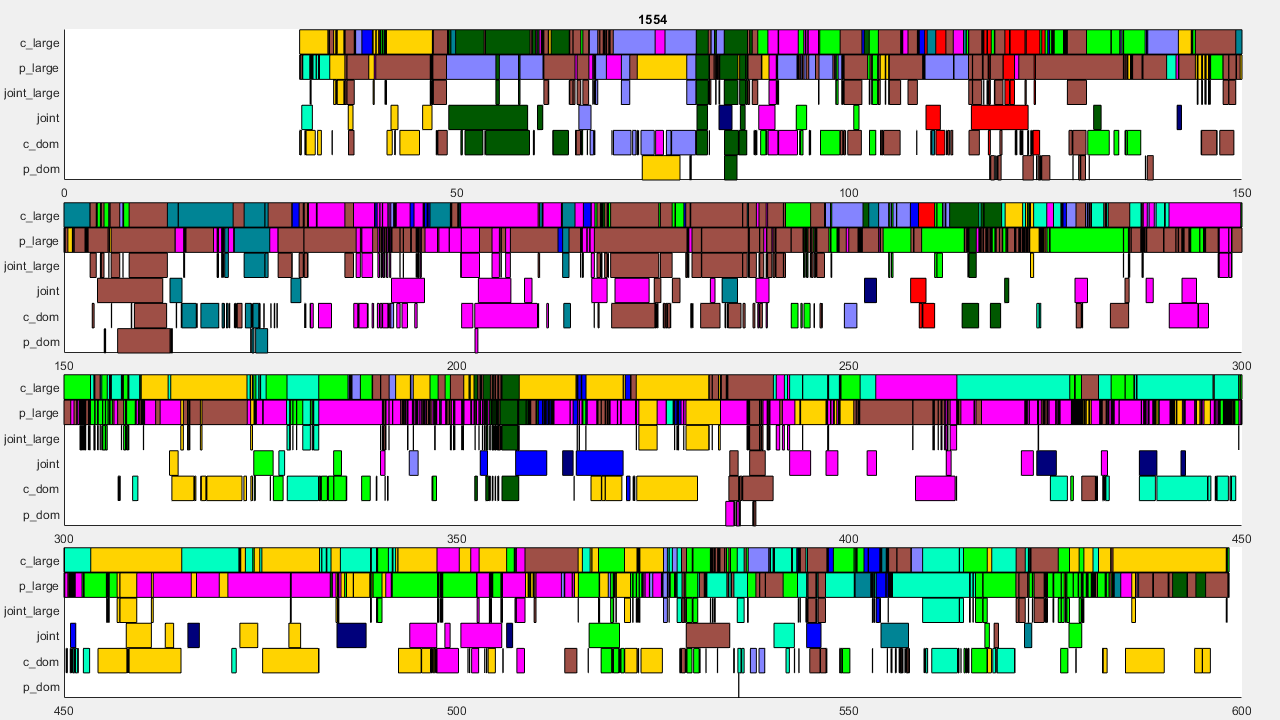 1554
c_large
p_large
joint_large
joint
c_dom
p_dom
0 50 100 150
c_large
p_large
joint_large
joint
c_dom
p_dom
150 200 250 300
c_large
p_large
joint_large
joint
c_dom
p_dom
300 350 400 450
c_large
p_large
joint_large
joint
c_dom
p_dom
450 500 550 600